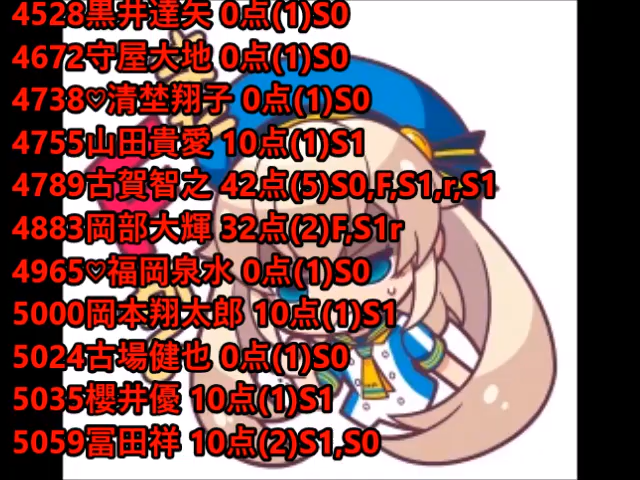 4528黒井達矢 0点(1)S0
4672守屋大地 0点(1)S0
4738♡清埜翔子 0点(1)S0
4755山田貴愛 10点(1)S1
4789古賀智之 42点(5)S0,F,S1,r,S1
4883岡部大輝 32点(2)F,S1r
4965♡福岡泉水 0点(1)S0
5000岡本翔太郎 10点(1)S1
5024古場健也 0点(1)S0
5035櫻井優 10点(1)S1
5059冨田祥 10点(2)S1,S0